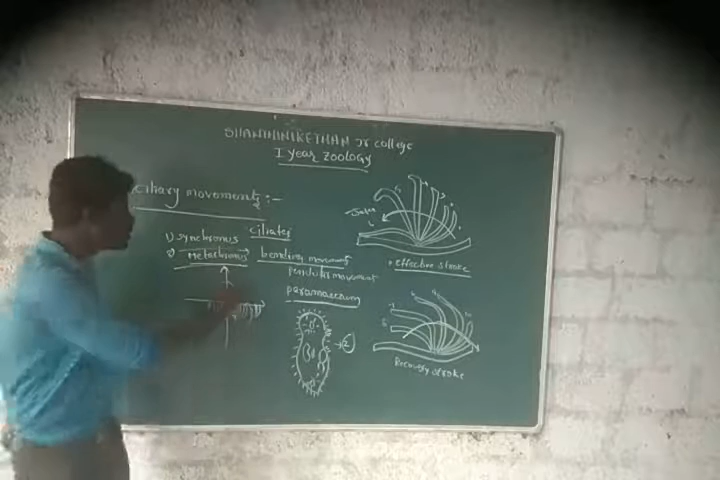 SHANTHINIKETHAN Jr college
I year zoology
ciliary movements:-
ciliates
1) synchronus
2) Metachronus
bending movement
Pendular movement
paramaecium
effective stroke
Recovery stroke